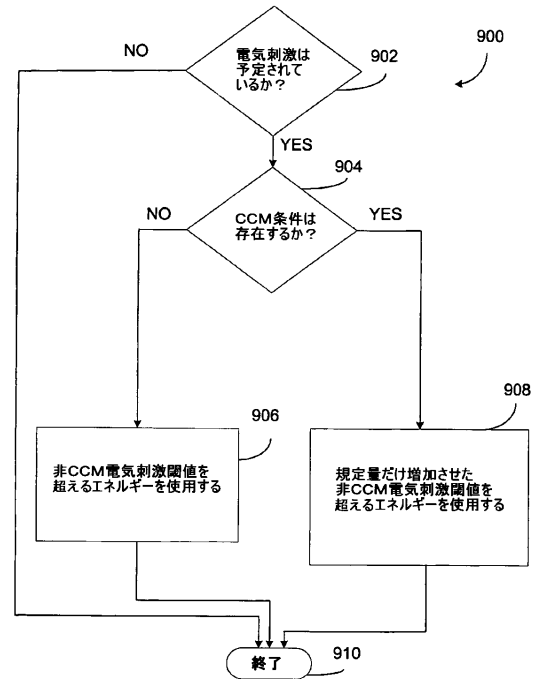 NO
電気刺激は
予定されて
いるか？
902
900
YES
904
NO
CCM条件は
存在するか？
YES
906
908
非CCM電気刺激閾値を
超えるエネルギーを使用する
規定量だけ増加させた
非CCM電気刺激閾値を
超えるエネルギーを使用する
終了
910